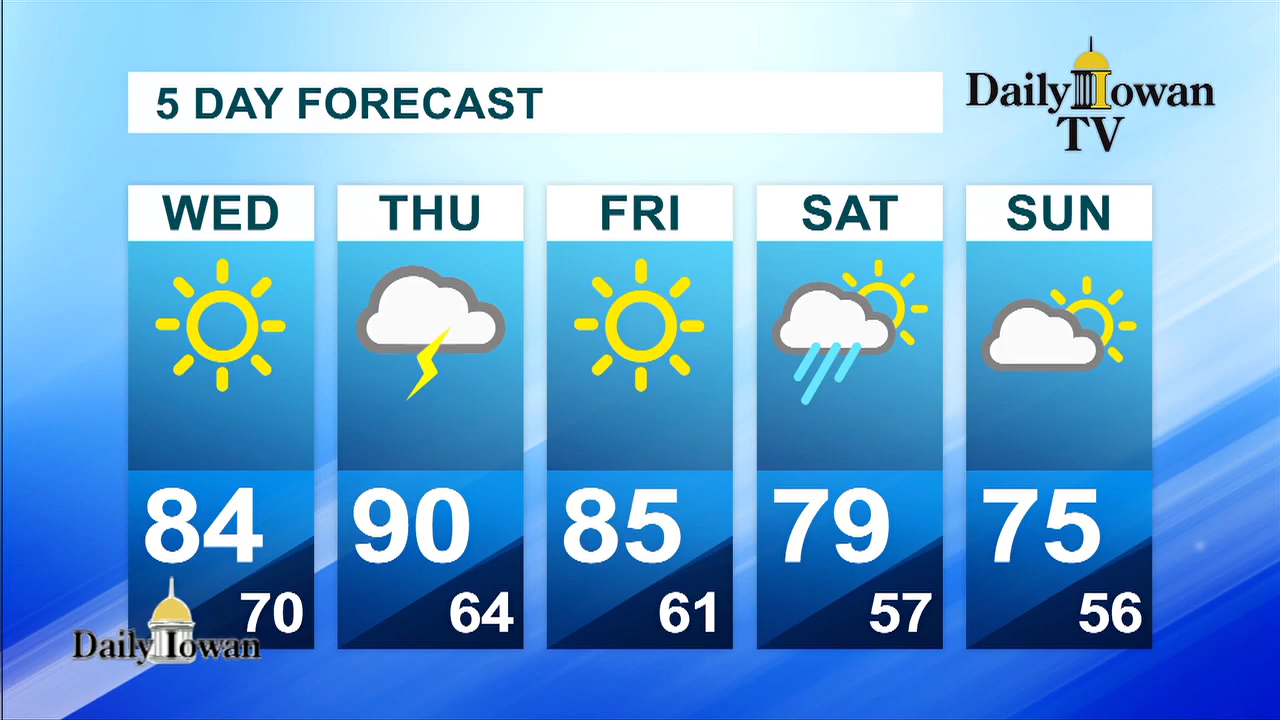 5 DAY FORECAST
Daily Iowan
TV
WED THU FRI SAT SUN
84 90 85 79 75
70 64 61 57 56
Daily Iowan